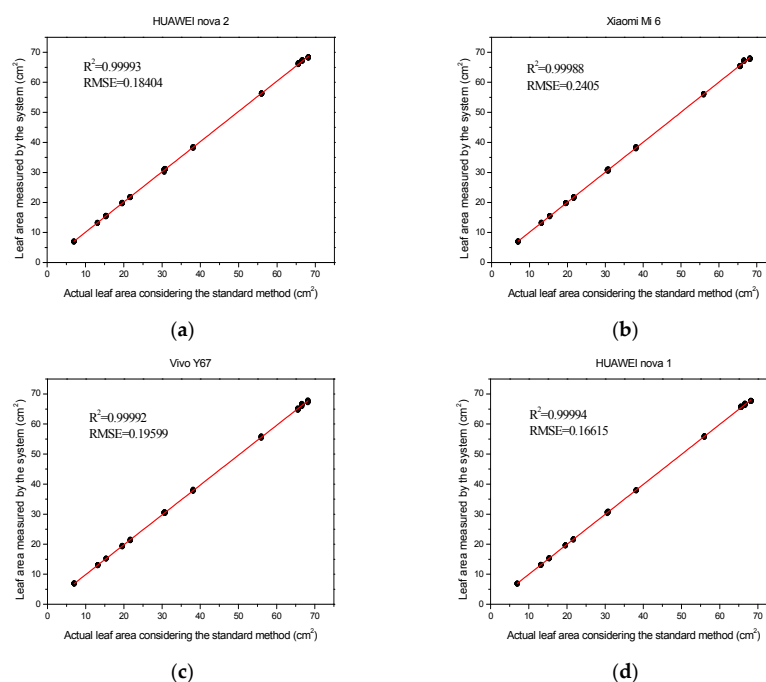 HUAWEI nova 2
R²=0.99993
RMSE=0.18404
Leaf area measured by the system (cm²)
70
60
50
40
30
20
10
0
0 10 20 30 40 50 60 70
Actual leaf area considering the standard method (cm²)
(a)
Xiaomi Mi 6
R²=0.99988
RMSE=0.2405
Leaf area measured by the system (cm²)
70
60
50
40
30
20
10
0
0 10 20 30 40 50 60 70
Actual leaf area considering the standard method (cm²)
(b)
Vivo Y67
R²=0.99992
RMSE=0.19599
Leaf area measured by the system (cm²)
70
60
50
40
30
20
10
0
0 10 20 30 40 50 60 70
Actual leaf area considering the standard method (cm²)
(c)
HUAWEI nova 1
R²=0.99994
RMSE=0.16615
Leaf area measured by the system (cm²)
70
60
50
40
30
20
10
0
0 10 20 30 40 50 60 70
Actual leaf area considering the standard method (cm²)
(d)